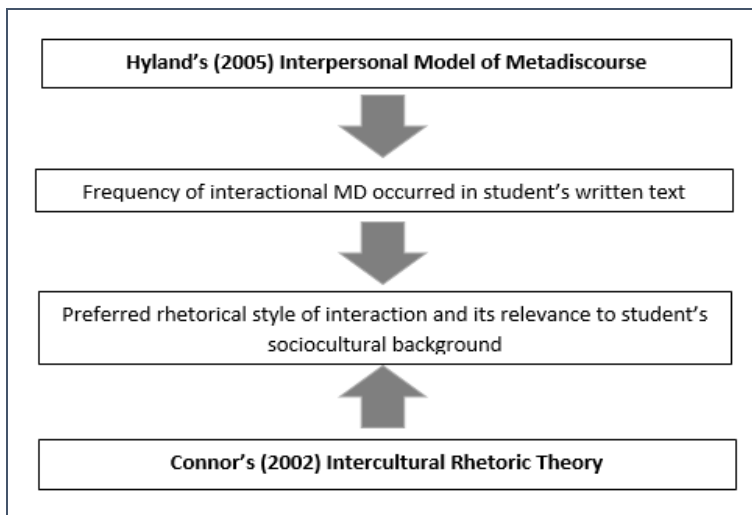 Hyland’s (2005) Interpersonal Model of Metadiscourse
Frequency of interactional MD occurred in student’s written text
Preferred rhetorical style of interaction and its relevance to student’s
sociocultural background
Connor’s (2002) Intercultural Rhetoric Theory